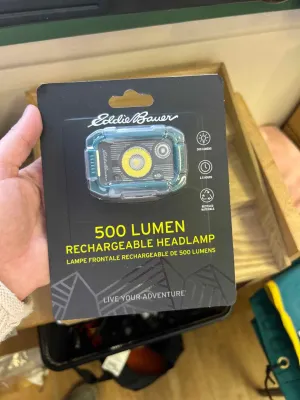 Eddie Bauer
500 LUMEN
RECHARGEABLE HEADLAMP
LAMPE FRONTALE RECHARGEABLE DE 500 LUMENS
LIVE YOUR ADVENTURE